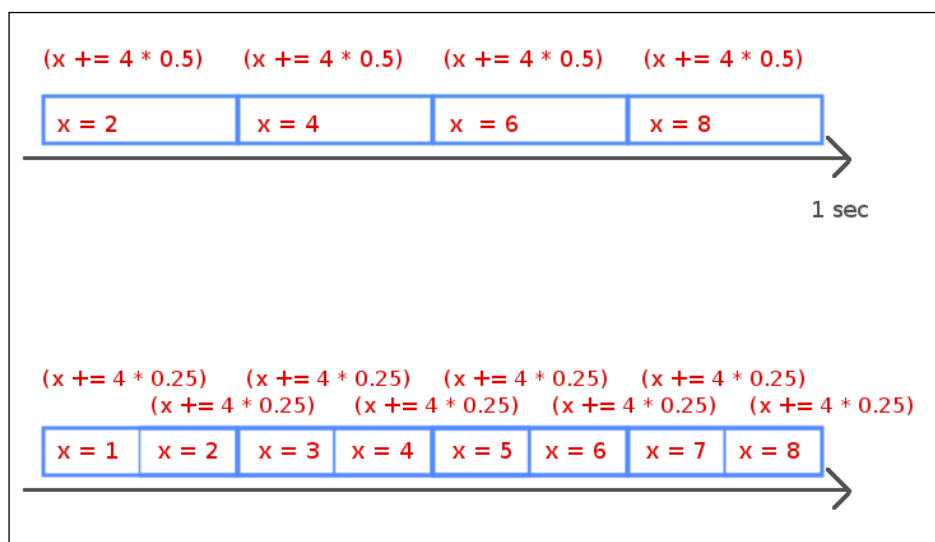 (x += 4 * 0.5) (x += 4 * 0.5) (x += 4 * 0.5) (x += 4 * 0.5)
x = 2 x = 4 x = 6 x = 8
1 sec
(x += 4 * 0.25) (x += 4 * 0.25) (x += 4 * 0.25) (x += 4 * 0.25)
(x += 4 * 0.25) (x += 4 * 0.25) (x += 4 * 0.25) (x += 4 * 0.25)
x = 1 x = 2 x = 3 x = 4 x = 5 x = 6 x = 7 x = 8